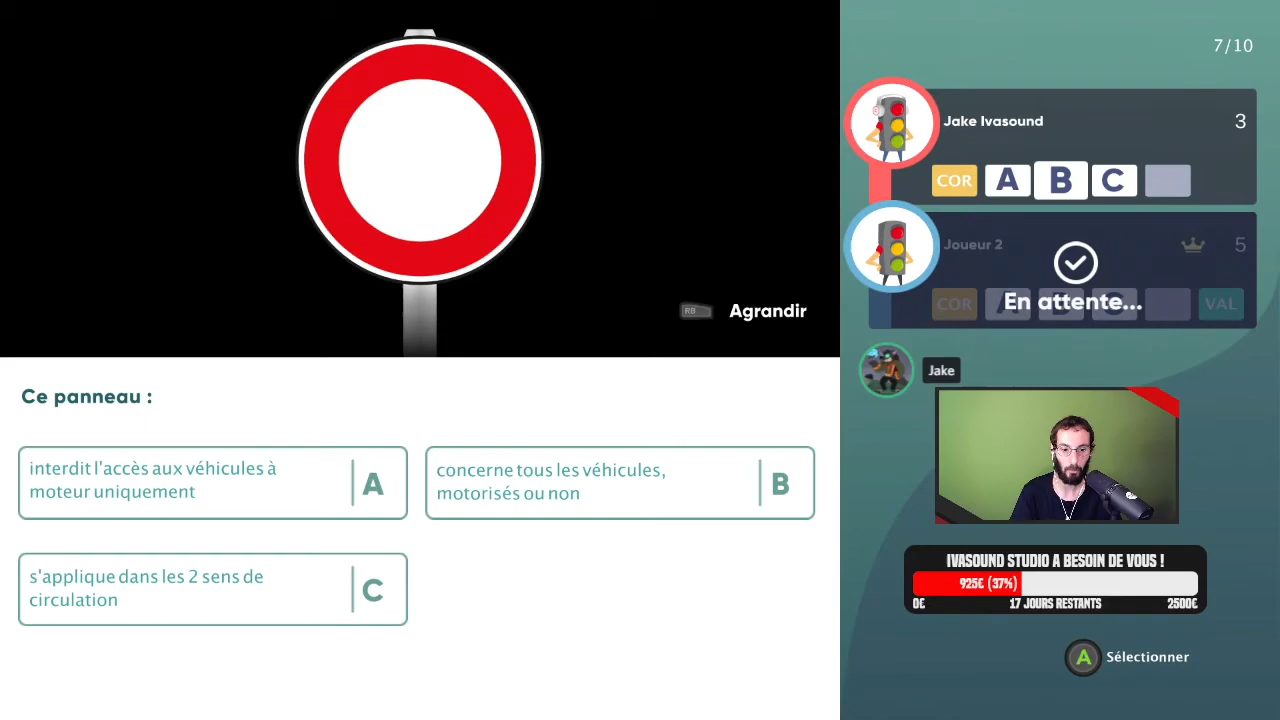 7/10
Jake Ivasound
3
COR A B C
Joueur 2
5
COR A B C VAL
En attente...
RB Agrandir
Jake
Ce panneau :
interdit l'accès aux véhicules à
moteur uniquement
A
concerne tous les véhicules,
motorisés ou non
B
s'applique dans les 2 sens de
circulation
C
IVASOUND STUDIO A BESOIN DE VOUS !
925€ (37%)
0€ 17 JOURS RESTANTS 2500€
A Sélectionner